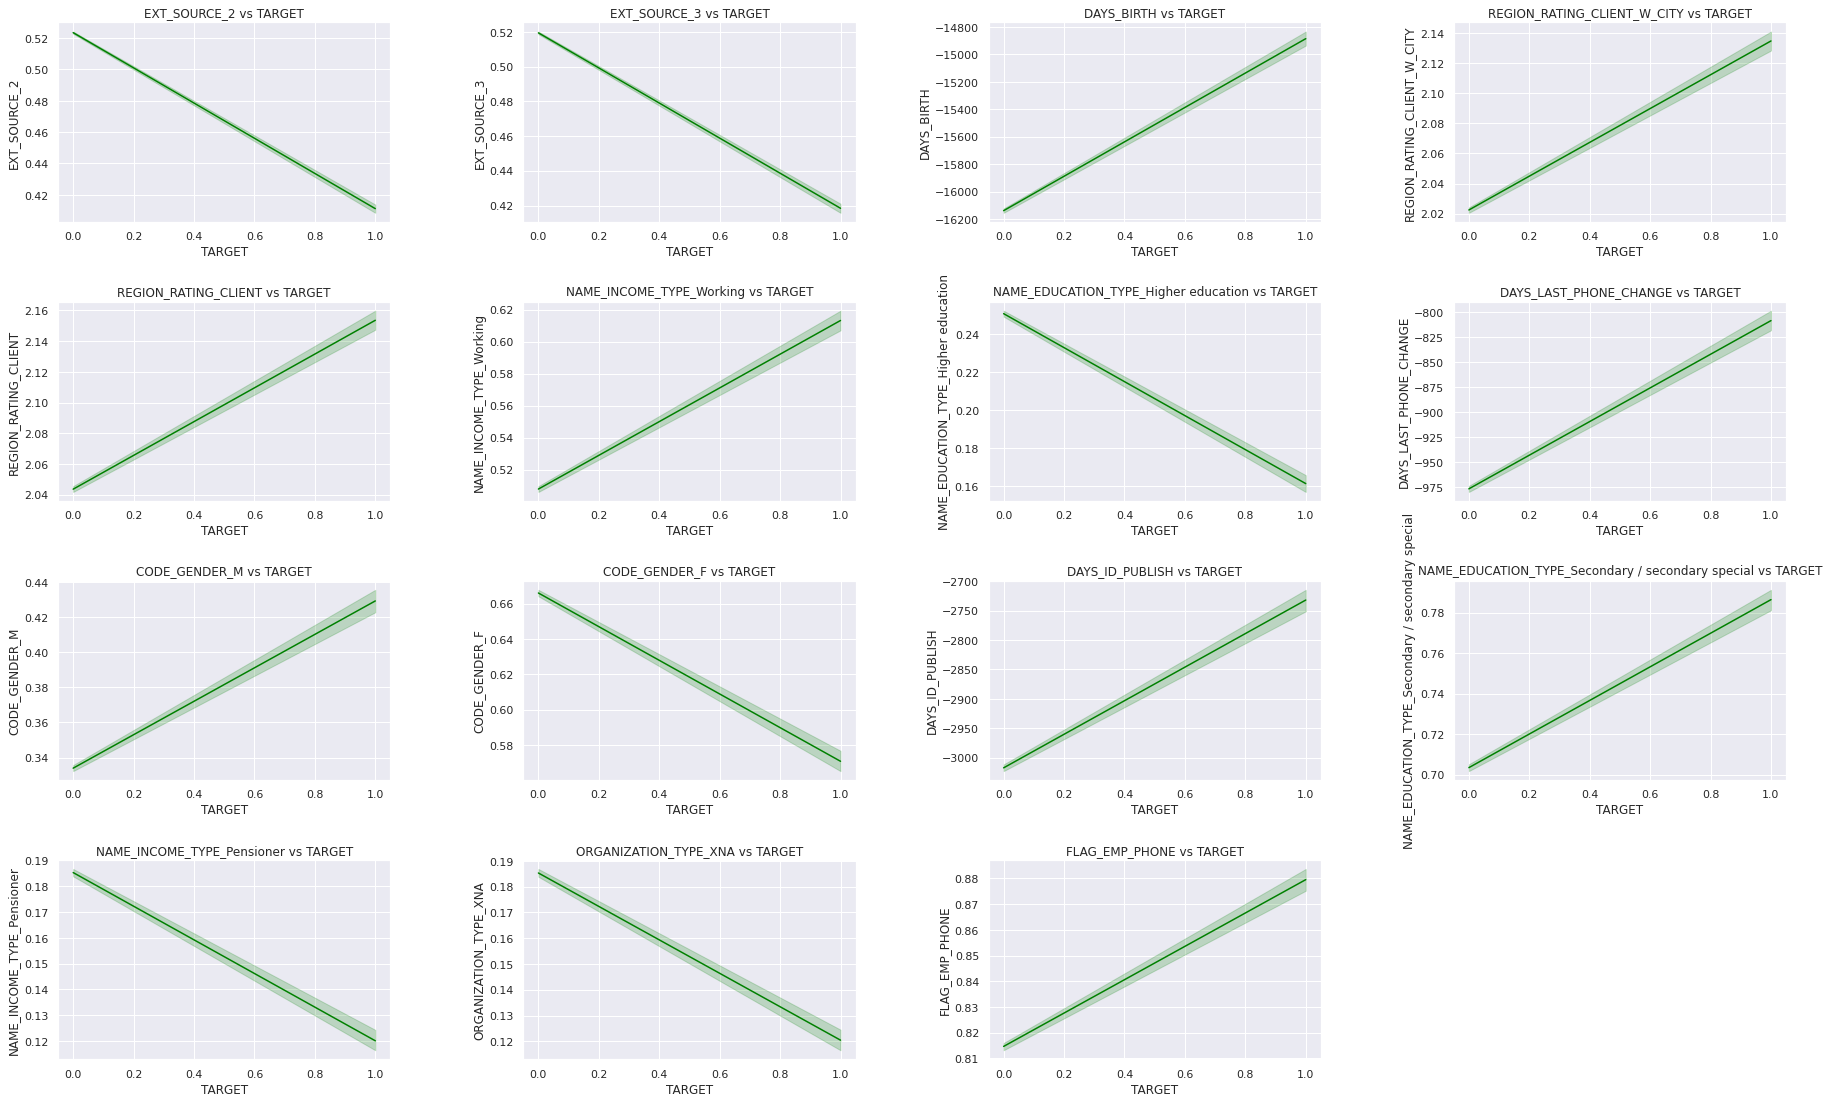 EXT_SOURCE_2 vs TARGET
EXT_SOURCE_2
0.52
0.50
0.48
0.46
0.44
0.42
0.0 0.2 0.4 0.6 0.8 1.0
TARGET
EXT_SOURCE_3 vs TARGET
EXT_SOURCE_3
0.52
0.50
0.48
0.46
0.44
0.42
0.0 0.2 0.4 0.6 0.8 1.0
TARGET
DAYS_BIRTH vs TARGET
DAYS_BIRTH
−14800
−15000
−15200
−15400
−15600
−15800
−16000
−16200
0.0 0.2 0.4 0.6 0.8 1.0
TARGET
REGION_RATING_CLIENT_W_CITY vs TARGET
REGION_RATING_CLIENT_W_CITY
2.14
2.12
2.10
2.08
2.06
2.04
2.02
0.0 0.2 0.4 0.6 0.8 1.0
TARGET
REGION_RATING_CLIENT vs TARGET
REGION_RATING_CLIENT
2.16
2.14
2.12
2.10
2.08
2.06
2.04
0.0 0.2 0.4 0.6 0.8 1.0
TARGET
NAME_INCOME_TYPE_Working vs TARGET
NAME_INCOME_TYPE_Working
0.62
0.60
0.58
0.56
0.54
0.52
0.0 0.2 0.4 0.6 0.8 1.0
TARGET
NAME_EDUCATION_TYPE_Higher education vs TARGET
NAME_EDUCATION_TYPE_Higher education
0.24
0.22
0.20
0.18
0.16
0.0 0.2 0.4 0.6 0.8 1.0
TARGET
DAYS_LAST_PHONE_CHANGE vs TARGET
DAYS_LAST_PHONE_CHANGE
−800
−825
−850
−875
−900
−925
−950
−975
0.0 0.2 0.4 0.6 0.8 1.0
TARGET
CODE_GENDER_M vs TARGET
CODE_GENDER_M
0.44
0.42
0.40
0.38
0.36
0.34
0.0 0.2 0.4 0.6 0.8 1.0
TARGET
CODE_GENDER_F vs TARGET
CODE_GENDER_F
0.66
0.64
0.62
0.60
0.58
0.0 0.2 0.4 0.6 0.8 1.0
TARGET
DAYS_ID_PUBLISH vs TARGET
DAYS_ID_PUBLISH
−2700
−2750
−2800
−2850
−2900
−2950
−3000
0.0 0.2 0.4 0.6 0.8 1.0
TARGET
NAME_EDUCATION_TYPE_Secondary / secondary special vs TARGET
NAME_EDUCATION_TYPE_Secondary / secondary special
0.78
0.76
0.74
0.72
0.70
0.0 0.2 0.4 0.6 0.8 1.0
TARGET
NAME_INCOME_TYPE_Pensioner vs TARGET
NAME_INCOME_TYPE_Pensioner
0.19
0.18
0.17
0.16
0.15
0.14
0.13
0.12
0.0 0.2 0.4 0.6 0.8 1.0
TARGET
ORGANIZATION_TYPE_XNA vs TARGET
ORGANIZATION_TYPE_XNA
0.19
0.18
0.17
0.16
0.15
0.14
0.13
0.12
0.0 0.2 0.4 0.6 0.8 1.0
TARGET
FLAG_EMP_PHONE vs TARGET
FLAG_EMP_PHONE
0.88
0.87
0.86
0.85
0.84
0.83
0.82
0.81
0.0 0.2 0.4 0.6 0.8 1.0
TARGET